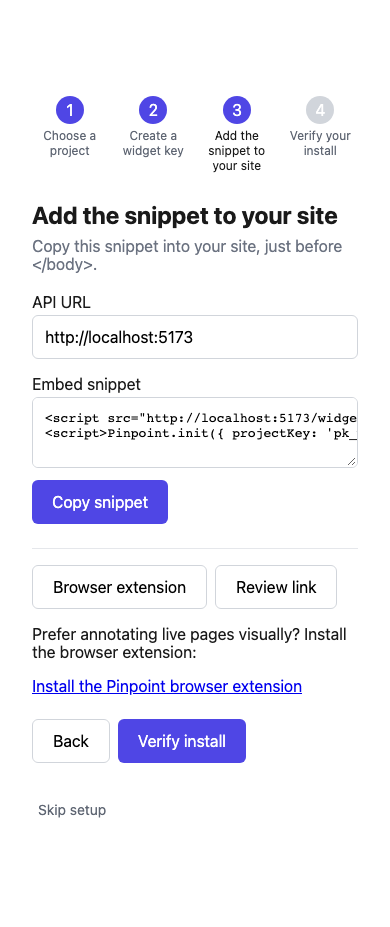 1 2 3 4
Choose a project
Create a widget key
Add the snippet to your site
Verify your install
Add the snippet to your site
Copy this snippet into your site, just before
</body>.
API URL
http://localhost:5173
Embed snippet
<script src="http://localhost:5173/widge
<script>Pinpoint.init({ projectKey: 'pk_
Copy snippet
Browser extension Review link
Prefer annotating live pages visually? Install
the browser extension:
Install the Pinpoint browser extension
Back Verify install
Skip setup